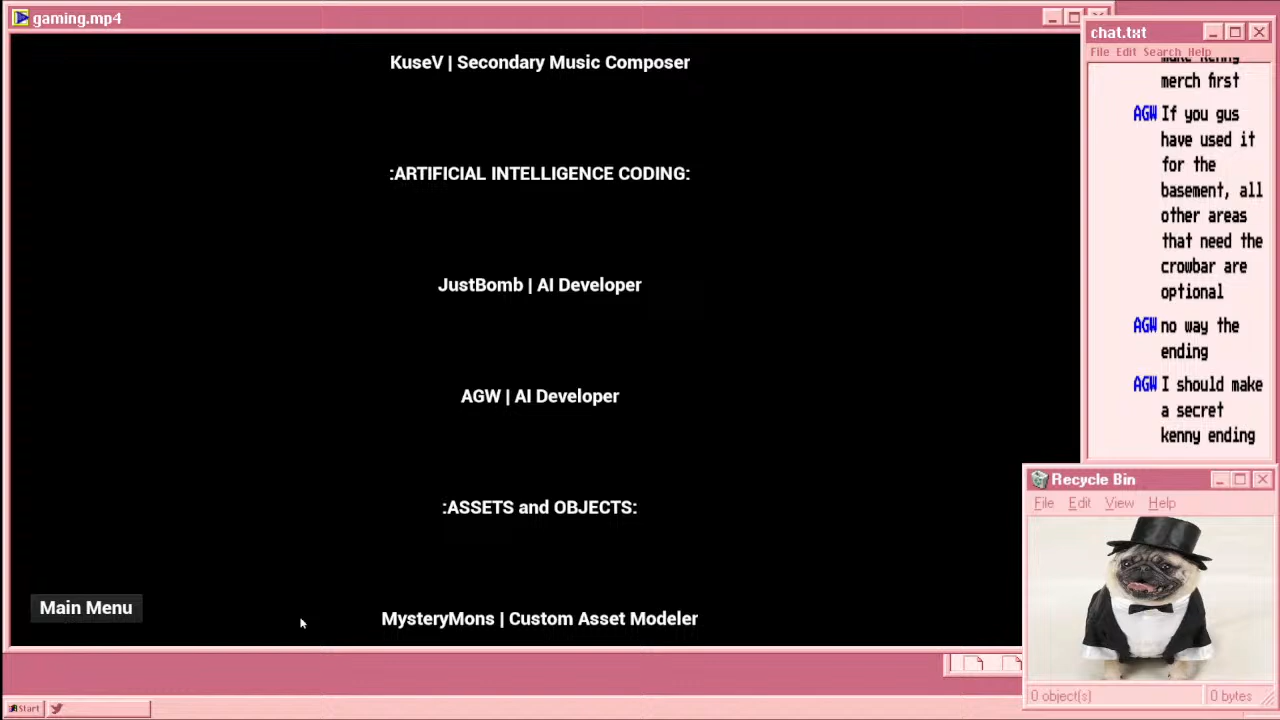 gaming.mp4
KuseV | Secondary Music Composer
:ARTIFICIAL INTELLIGENCE CODING:
JustBomb | AI Developer
AGW | AI Developer
:ASSETS and OBJECTS:
Main Menu
MysteryMons | Custom Asset Modeler
chat.txt
File Edit Search Help
make kenny
merch first
AGW If you gus
have used it
for the
basement, all
other areas
that need the
crowbar are
optional
AGW no way the
ending
AGW I should make
a secret
kenny ending
Recycle Bin
File Edit View Help
0 object(s)
0 bytes
Start